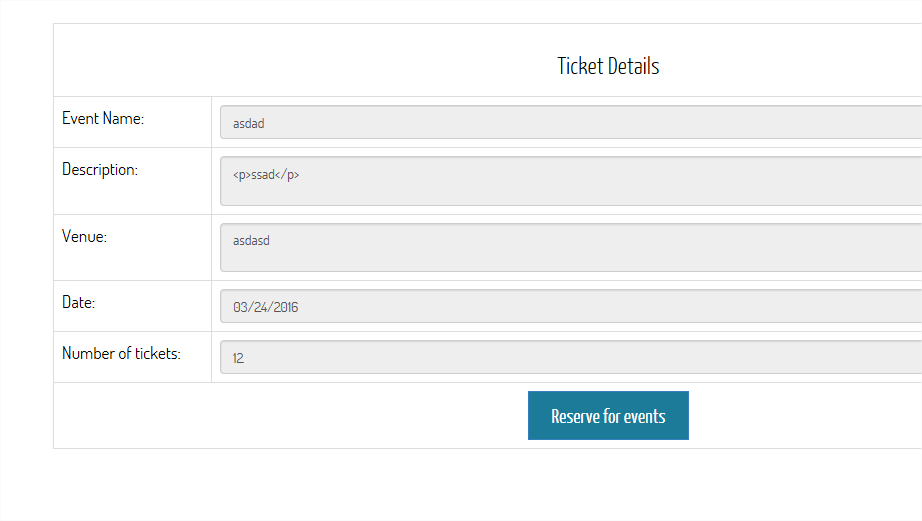 Ticket Details
Event Name:
asdad
Description:
<p>ssad</p>
Venue:
asdasd
Date:
03/24/2016
Number of tickets:
12
Reserve for events